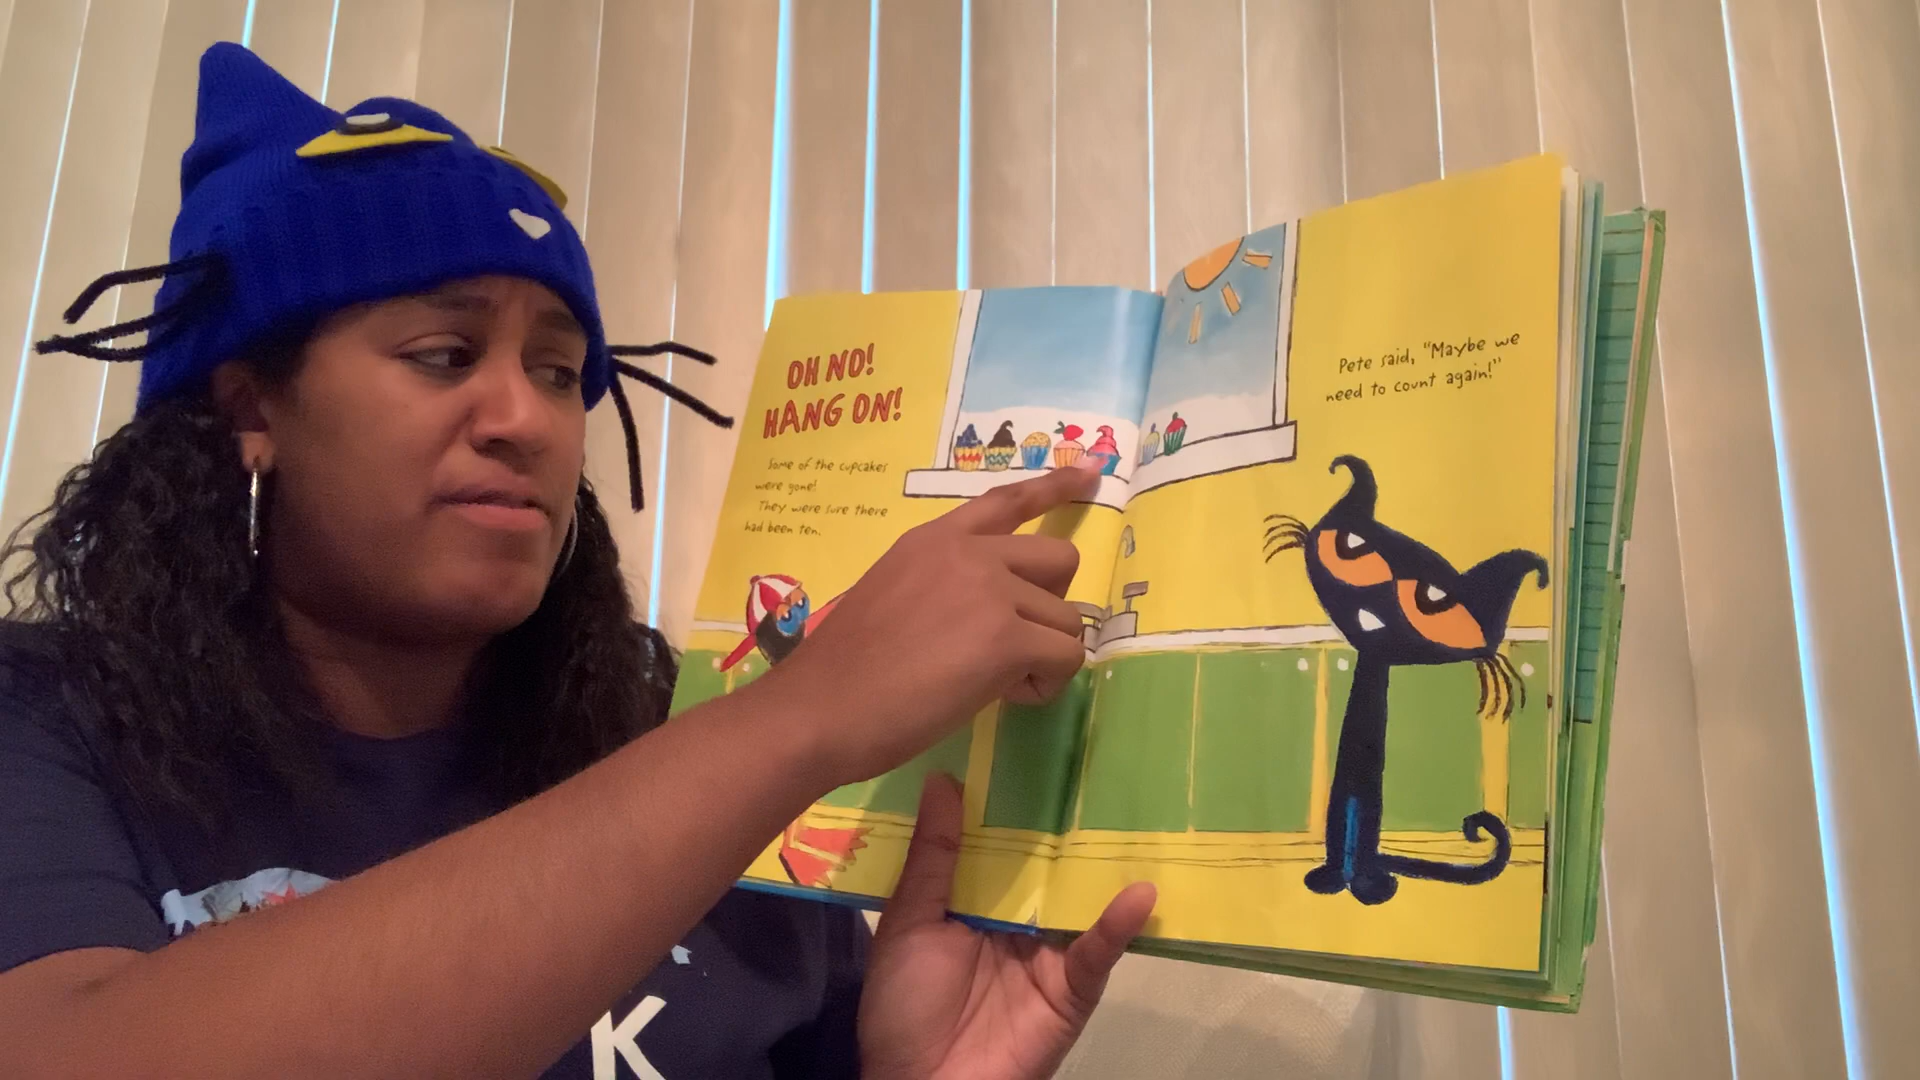 OH NO!
HANG ON!
Some of the cupcakes
were gone!
They were sure there
had been ten.
Pete said, "Maybe we
need to count again!"
K